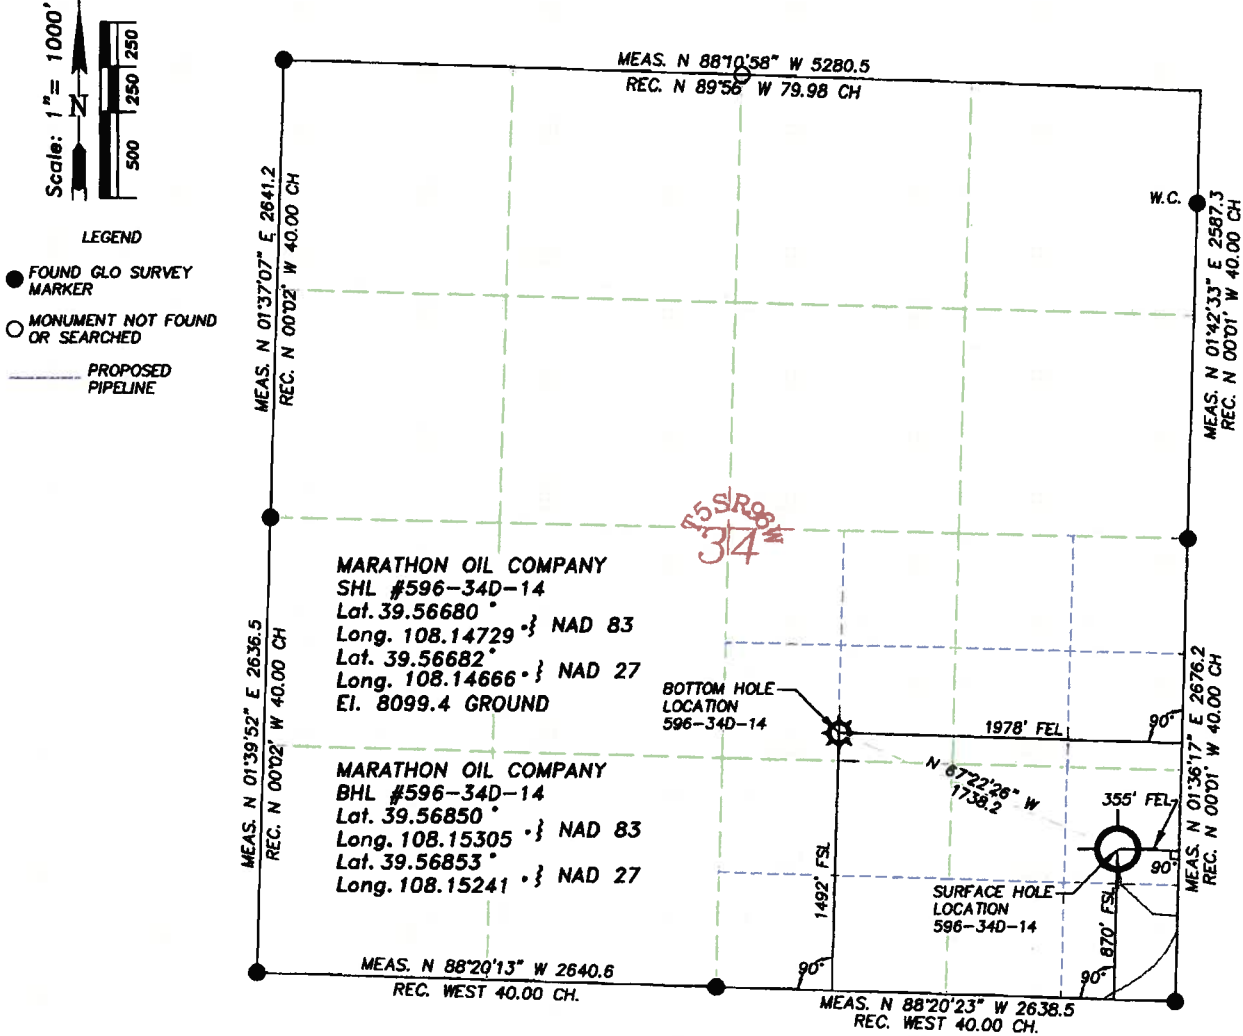 Scale: 1"= 1000'
N
250
250
500
LEGEND
FOUND GLO SURVEY
MARKER
MONUMENT NOT FOUND
OR SEARCHED
PROPOSED
PIPELINE
MEAS. N 88°10'58" W 5280.5
REC. N 89°56' W 79.98 CH
MEAS. N 01°37'07" E 2641.2
REC. N 00°02' W 40.00 CH
W.C.
MEAS. N 01°42'33" E 2587.3
REC. N 00°01' W 40.00 CH
T5S R96W
34
MARATHON OIL COMPANY
SHL #596-34D-14
Lat. 39.56680 °
Long. 108.14729 ° } NAD 83
Lat. 39.56682 °
Long. 108.14666 ° } NAD 27
El. 8099.4 GROUND
MEAS. N 01°39'52" E 2636.5
REC. N 00°02' W 40.00 CH
MARATHON OIL COMPANY
BHL #596-34D-14
Lat. 39.56850 °
Long. 108.15305 ° } NAD 83
Lat. 39.56853 °
Long. 108.15241 ° } NAD 27
BOTTOM HOLE
LOCATION
596-34D-14
1978' FEL
90°
N 67°22'26" W
1738.2
355' FEL
90°
MEAS. N 01°36'17" E 2676.2
REC. N 00°01' W 40.00 CH
1492' FSL
SURFACE HOLE
LOCATION
596-34D-14
870' FSL
90°
90°
MEAS. N 88°20'13" W 2640.6
REC. WEST 40.00 CH.
MEAS. N 88°20'23" W 2638.5
REC. WEST 40.00 CH.